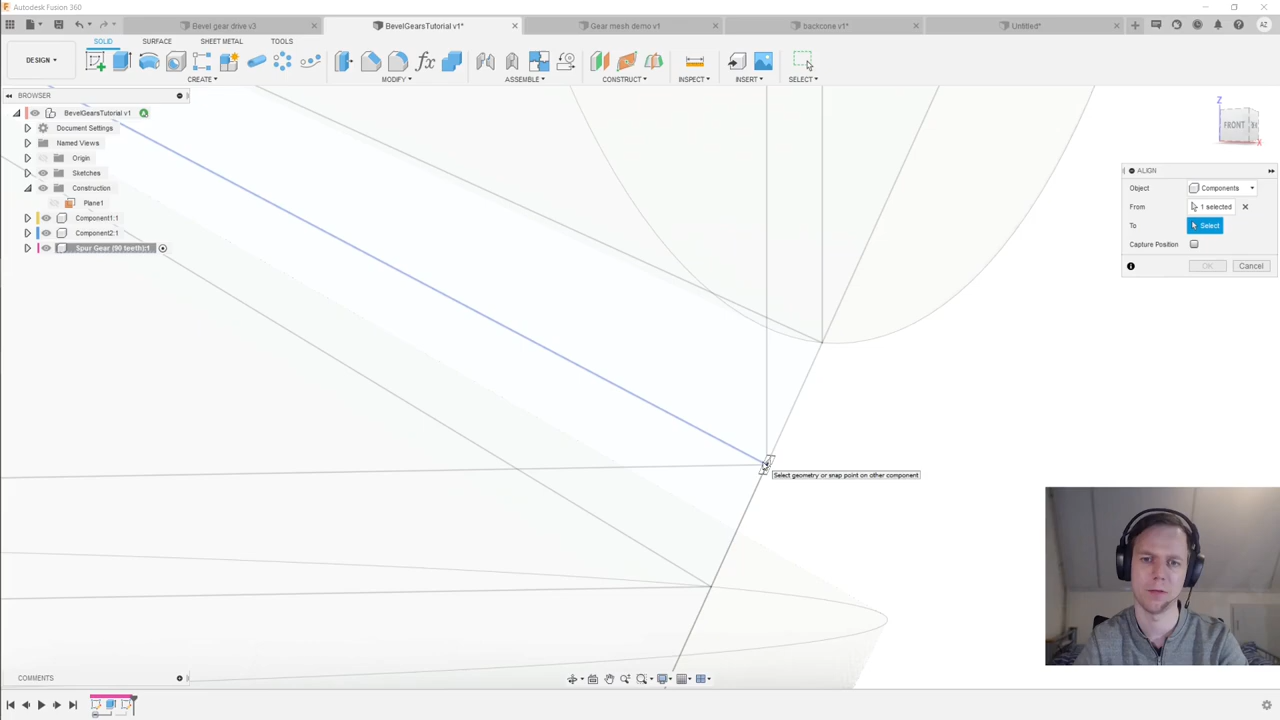 Autodesk Fusion 360
Bevel gear drive v3
BevelGearsTutorial v1*
Gear mesh demo v1
backcone v1*
Untitled*
AZ
DESIGN
SOLID
SURFACE
SHEET METAL
TOOLS
CREATE
MODIFY
ASSEMBLE
CONSTRUCT
INSPECT
INSERT
SELECT
BROWSER
BevelGearsTutorial v1
Document Settings
Named Views
Origin
Sketches
Construction
Plane1
Component1:1
Component2:1
Spur Gear (90 teeth):1
Z
FRONT
X
ALIGN
Object
Components
From
1 selected
To
Select
Capture Position
OK
Cancel
Select geometry or snap point on other component
COMMENTS